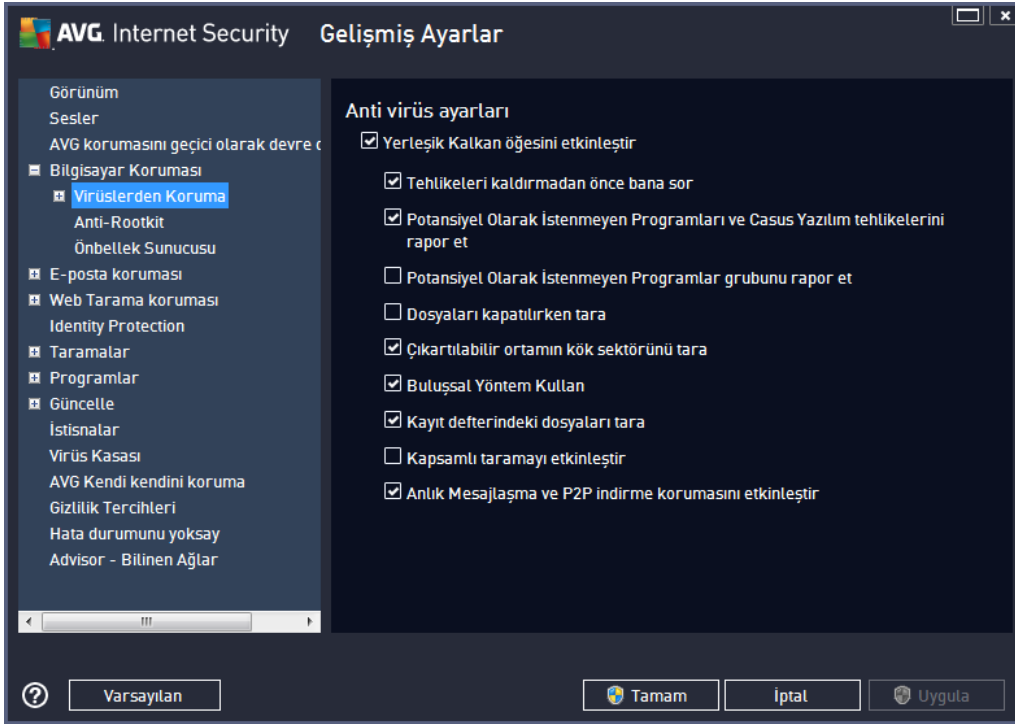 AVG. Internet Security Gelişmiş Ayarlar
Görünüm
Sesler
AVG korumasını geçici olarak devre
Bilgisayar Koruması
Virüslerden Koruma
Anti-Rootkit
Önbellek Sunucusu
E-posta koruması
Web Tarama koruması
Identity Protection
Taramalar
Programlar
Güncelle
İstisnalar
Virüs Kasası
AVG Kendi kendini koruma
Gizlilik Tercihleri
Hata durumunu yoksay
Advisor - Bilinen Ağlar
Anti virüs ayarları
Yerleşik Kalkan öğesini etkinleştir
Tehlikeleri kaldırmadan önce bana sor
Potansiyel Olarak İstenmeyen Programları ve Casus Yazılım tehlikelerini
rapor et
Potansiyel Olarak İstenmeyen Programlar grubunu rapor et
Dosyaları kapatılırken tara
Çıkartılabilir ortamın kök sektörünü tara
Buluşsal Yöntem Kullan
Kayıt defterindeki dosyaları tara
Kapsamlı taramayı etkinleştir
Anlık Mesajlaşma ve P2P indirme korumasını etkinleştir
Varsayılan
Tamam
İptal
Uygula